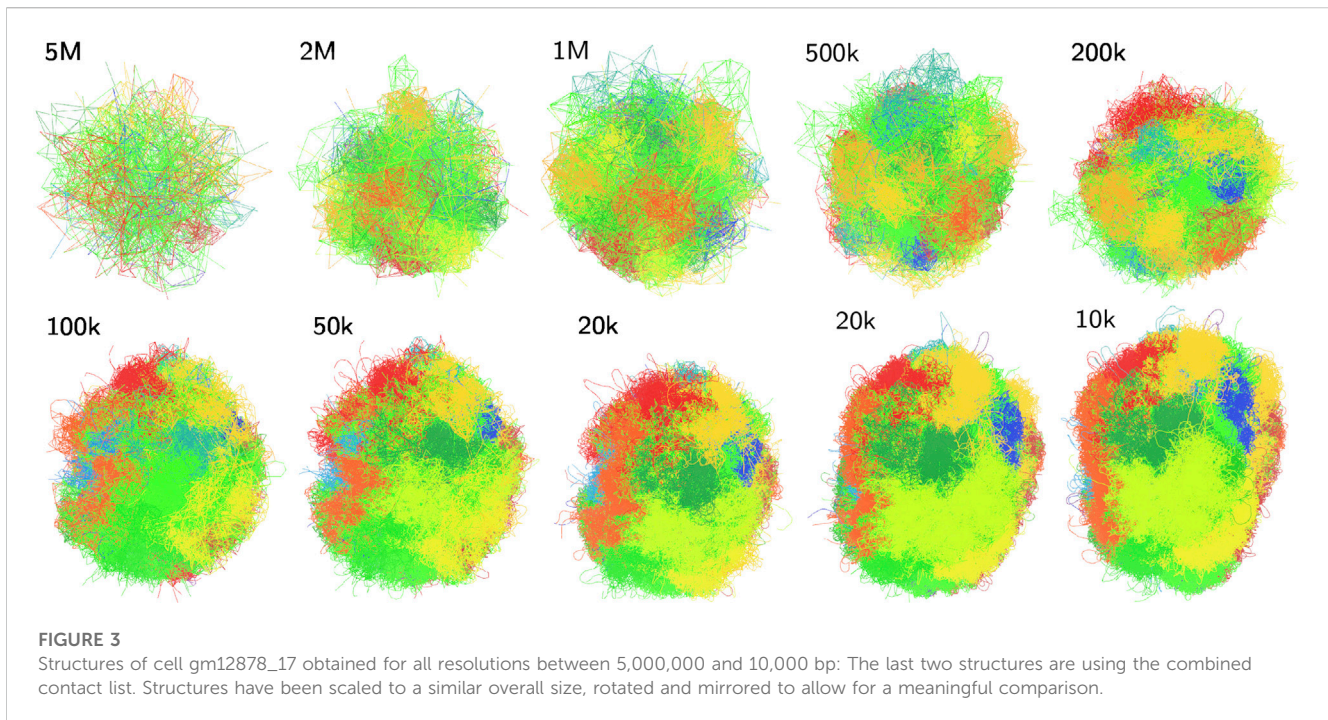 5M
2M
1M
500k
200k
100k
50k
20k
20k
10k
FIGURE 3
Structures of cell gm12878_17 obtained for all resolutions between 5,000,000 and 10,000 bp: The last two structures are using the combined
contact list. Structures have been scaled to a similar overall size, rotated and mirrored to allow for a meaningful comparison.